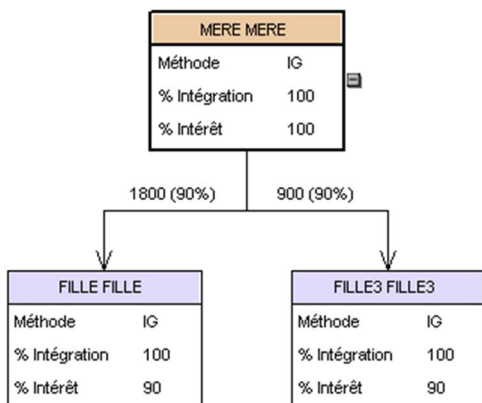 MERE MERE
Méthode IG
% Intégration 100
% Intérêt 100
1800 (90%) 900 (90%)
FILLE FILLE
Méthode IG
% Intégration 100
% Intérêt 90
FILLE3 FILLE3
Méthode IG
% Intégration 100
% Intérêt 90